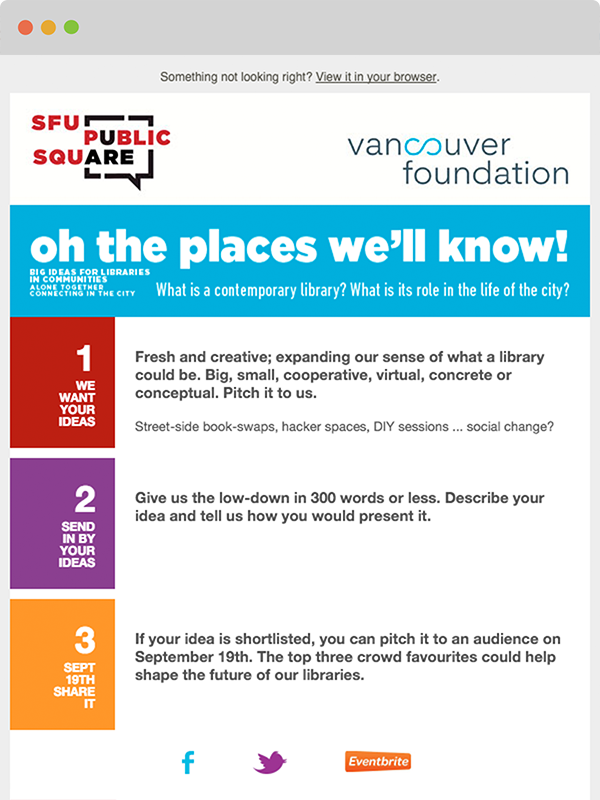 Something not looking right? View it in your browser.
SFU
PUBLIC
SQUARE
vancouver
foundation
oh the places we'll know!
BIG IDEAS FOR LIBRARIES
IN COMMUNITIES
ALONE TOGETHER
CONNECTING IN THE CITY
What is a contemporary library? What is its role in the life of the city?
1
WE
WANT
YOUR
IDEAS
Fresh and creative; expanding our sense of what a library
could be. Big, small, cooperative, virtual, concrete or
conceptual. Pitch it to us.
Street-side book-swaps, hacker spaces, DIY sessions ... social change?
2
SEND
IN BY
YOUR
IDEAS
Give us the low-down in 300 words or less. Describe your
idea and tell us how you would present it.
3
SEPT
19TH
SHARE
IT
If your idea is shortlisted, you can pitch it to an audience on
September 19th. The top three crowd favourites could help
shape the future of our libraries.
f
Eventbrite